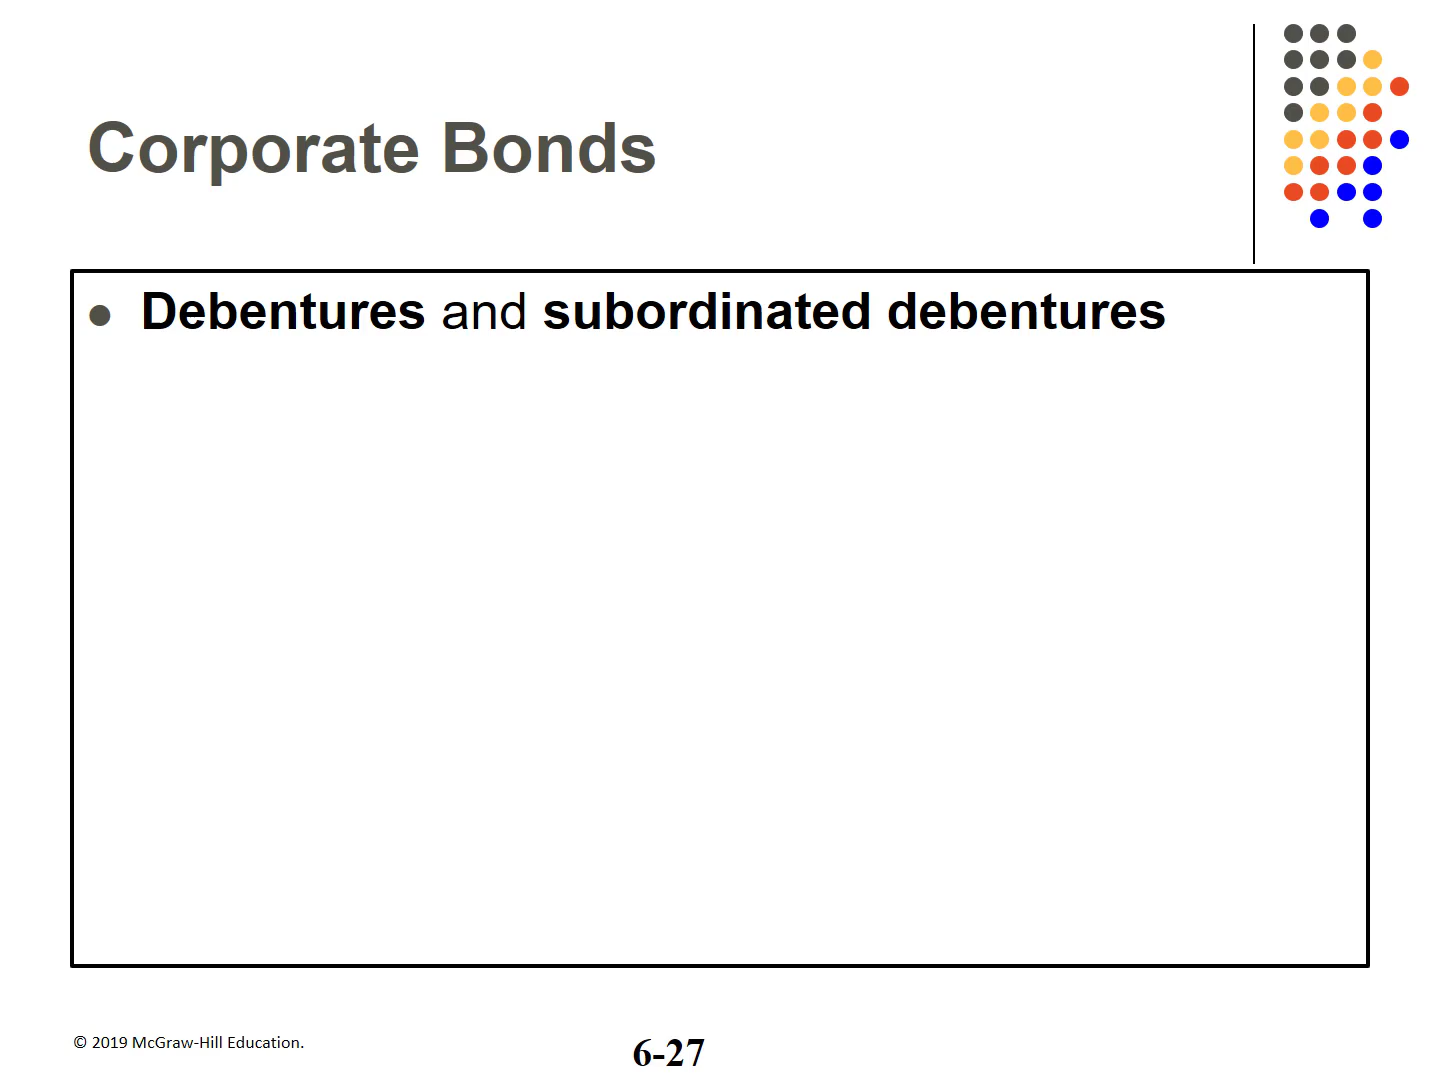 Corporate Bonds
Debentures and subordinated debentures
© 2019 McGraw-Hill Education.
6-27